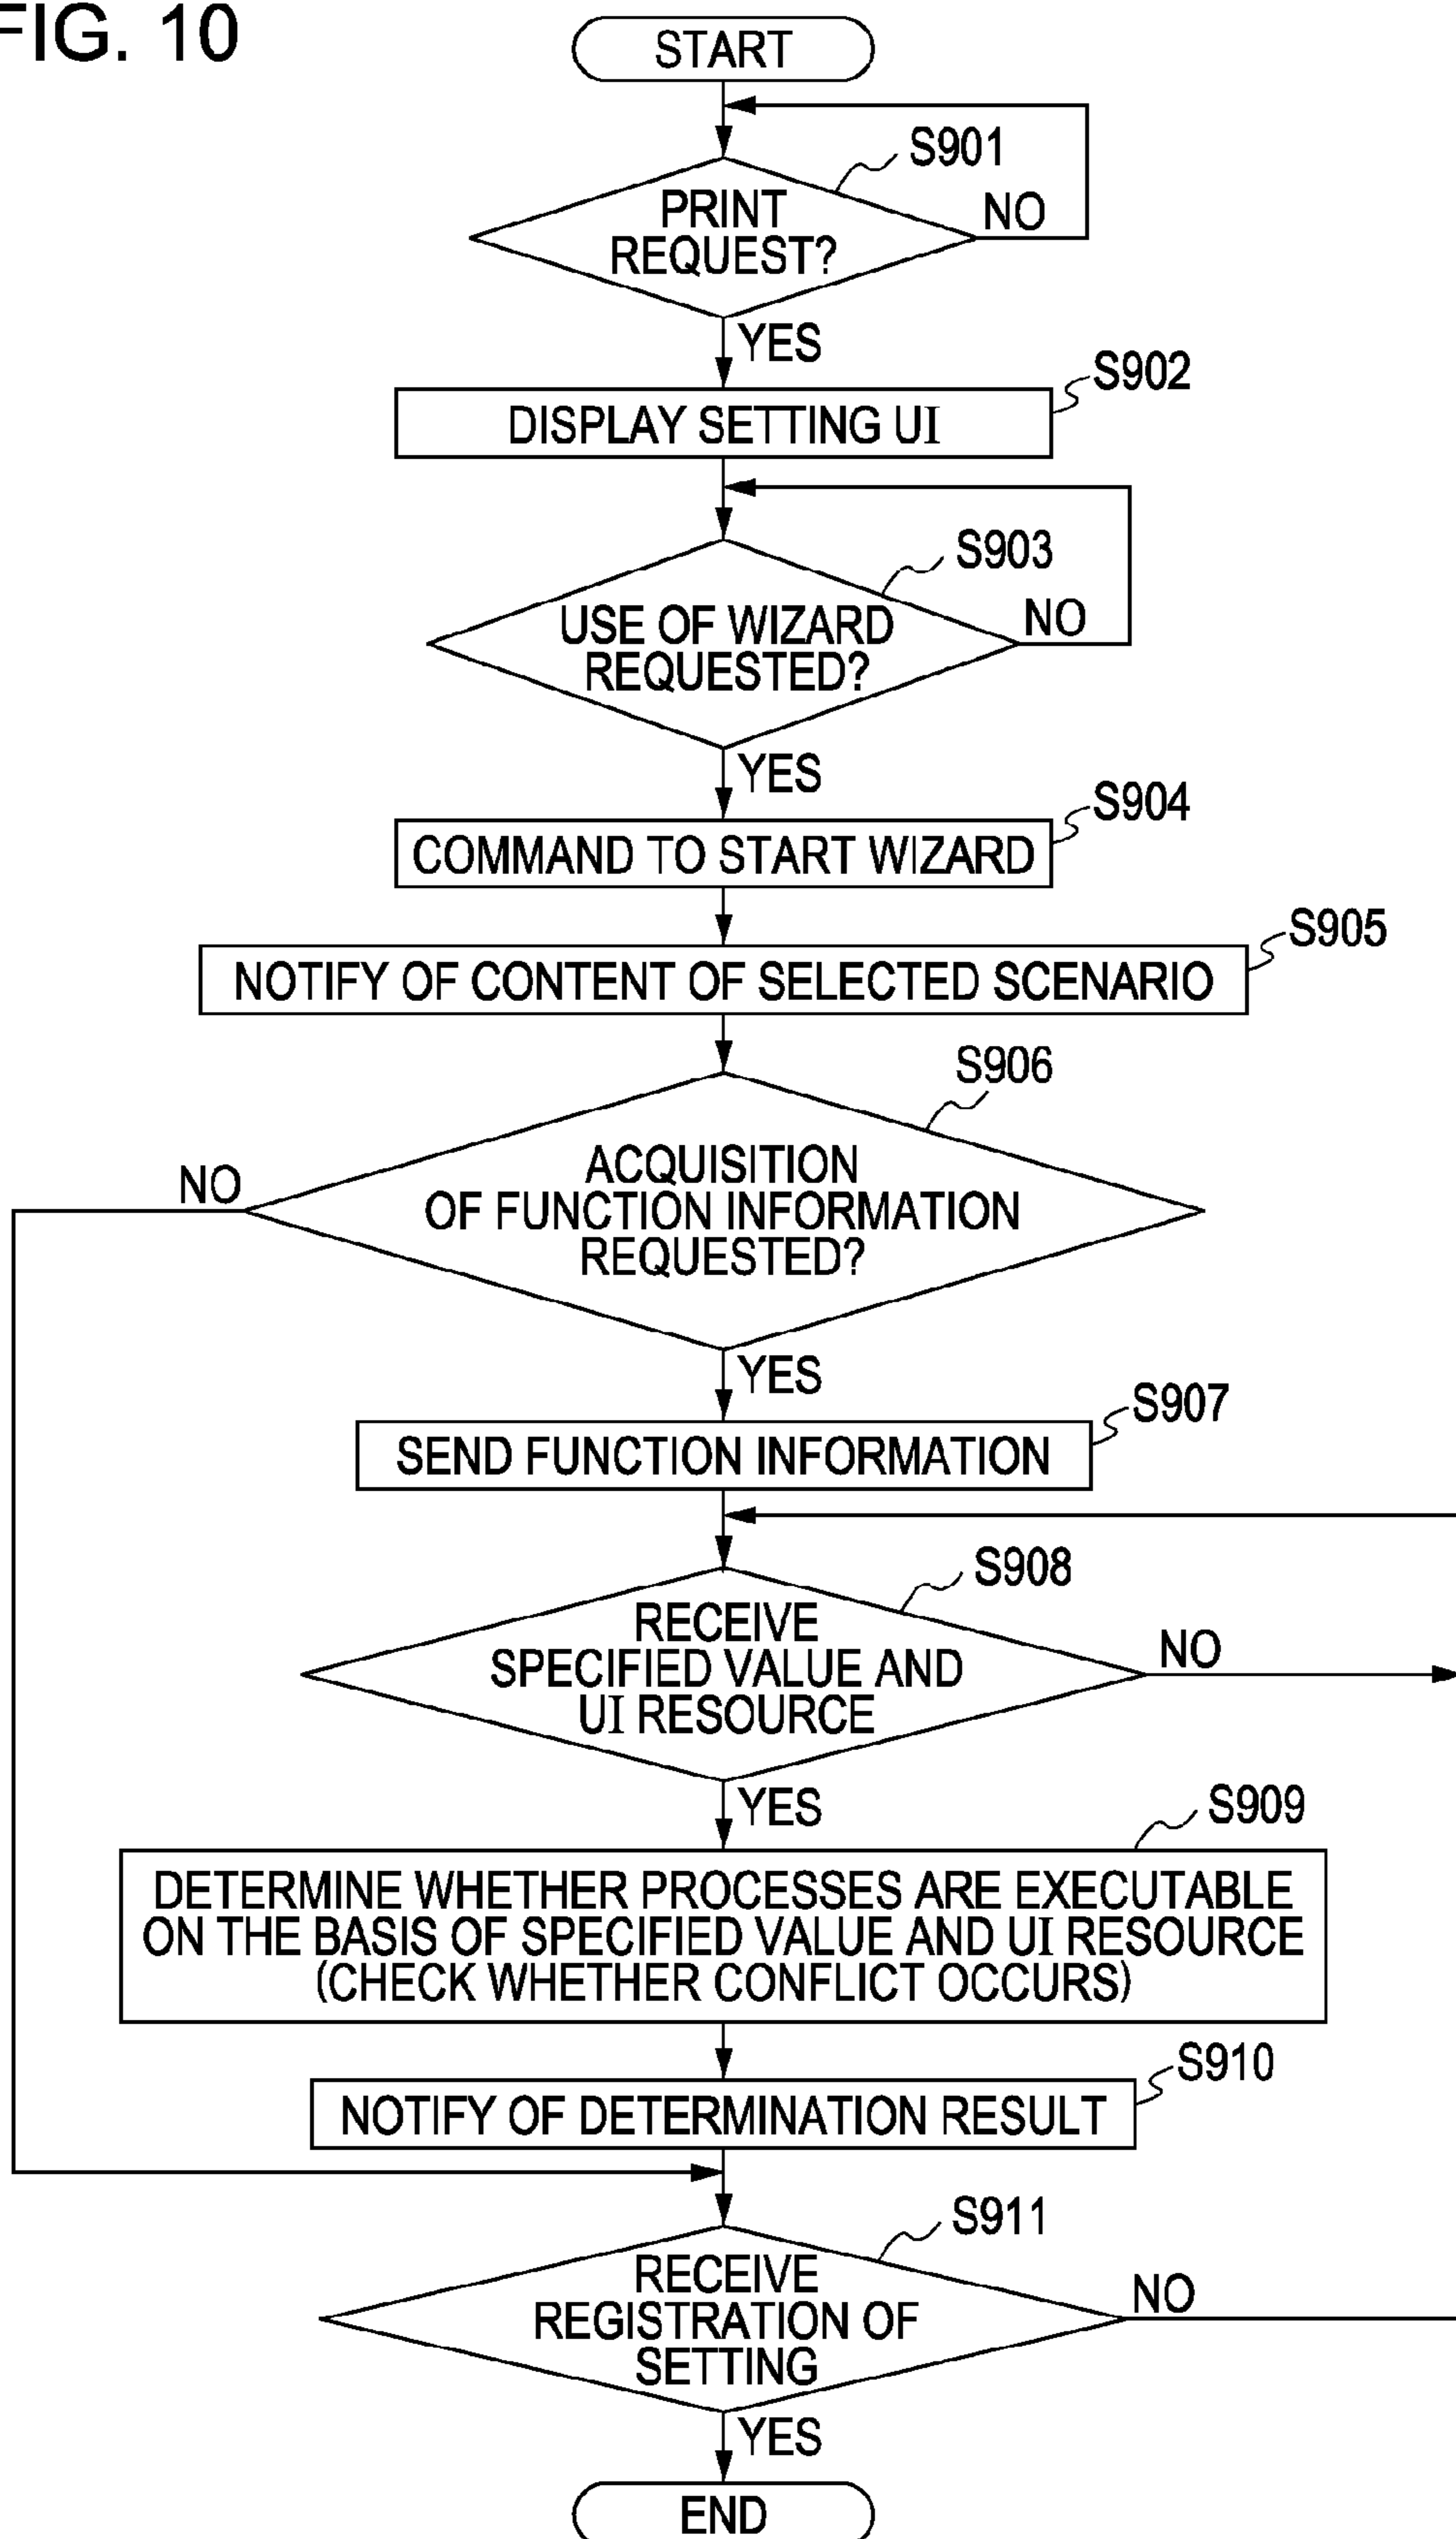 FIG. 10
START
S901
PRINT
REQUEST?
NO
YES
S902
DISPLAY SETTING UI
S903
USE OF WIZARD
REQUESTED?
NO
YES
S904
COMMAND TO START WIZARD
S905
NOTIFY OF CONTENT OF SELECTED SCENARIO
S906
ACQUISITION
OF FUNCTION INFORMATION
REQUESTED?
NO
YES
S907
SEND FUNCTION INFORMATION
S908
RECEIVE
SPECIFIED VALUE AND
UI RESOURCE
NO
YES
S909
DETERMINE WHETHER PROCESSES ARE EXECUTABLE
ON THE BASIS OF SPECIFIED VALUE AND UI RESOURCE
(CHECK WHETHER CONFLICT OCCURS)
S910
NOTIFY OF DETERMINATION RESULT
S911
RECEIVE
REGISTRATION OF
SETTING
NO
YES
END